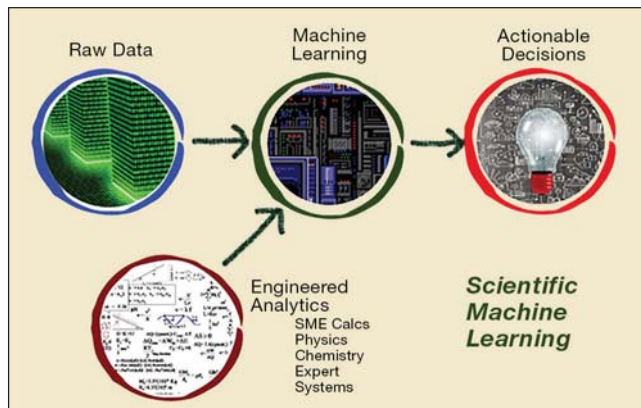 Raw Data
Machine
Learning
Actionable
Decisions
Engineered
Analytics
SME Calcs
Physics
Chemistry
Expert
Systems
Scientific
Machine
Learning